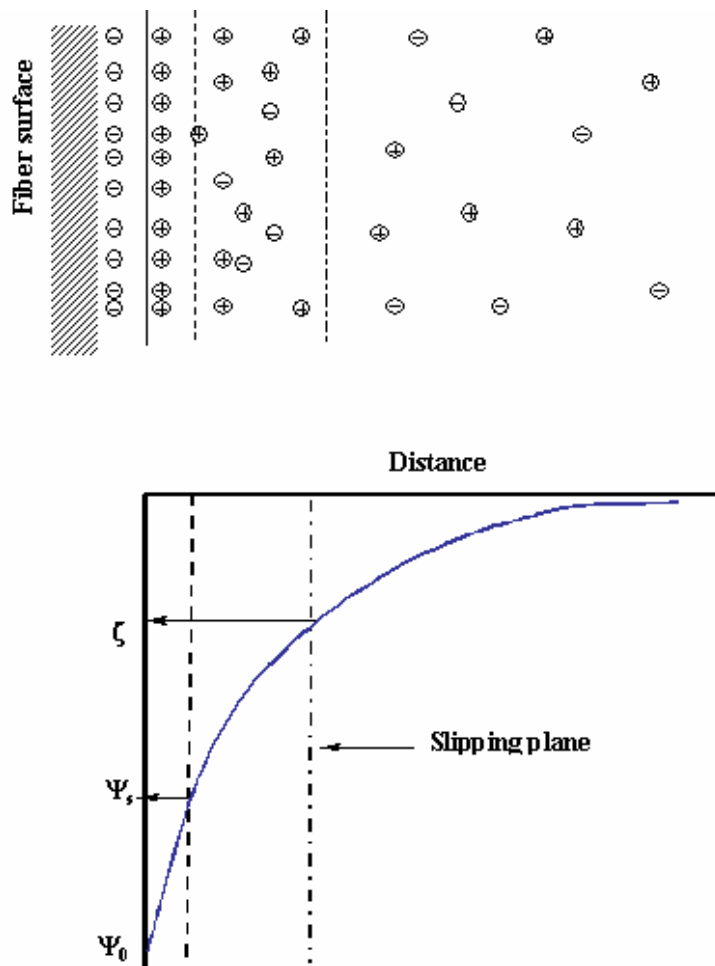 Fiber surface
Distance
ζ
Slipping plane
Ψs
Ψ0